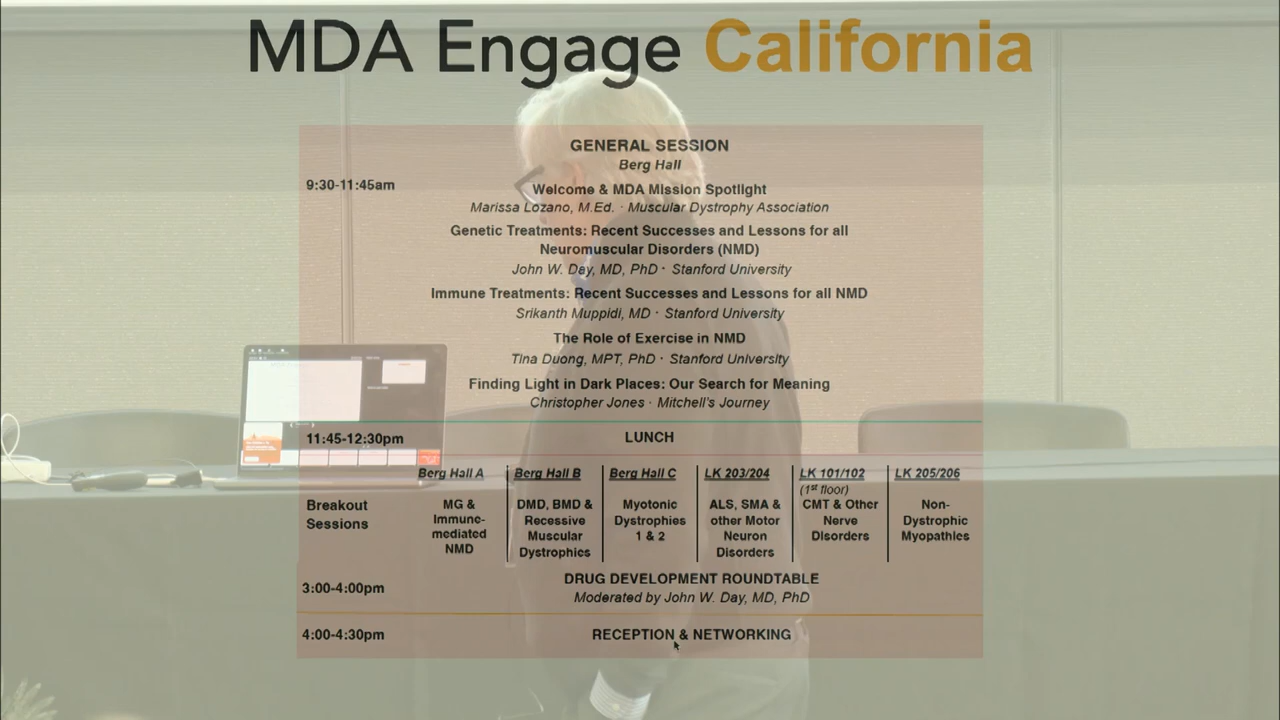 MDA Engage California
GENERAL SESSION
Berg Hall
9:30-11:45am
Welcome & MDA Mission Spotlight
Marissa Lozano, M.Ed. · Muscular Dystrophy Association
Genetic Treatments: Recent Successes and Lessons for all
Neuromuscular Disorders (NMD)
John W. Day, MD, PhD · Stanford University
Immune Treatments: Recent Successes and Lessons for all NMD
Srikanth Muppidi, MD · Stanford University
The Role of Exercise in NMD
Tina Duong, MPT, PhD · Stanford University
Finding Light in Dark Places: Our Search for Meaning
Christopher Jones · Mitchell's Journey
11:45-12:30pm LUNCH
Breakout
Sessions
Berg Hall A
MG &
Immune-
mediated
NMD
Berg Hall B
DMD, BMD &
Recessive
Muscular
Dystrophies
Berg Hall C
Myotonic
Dystrophies
1 & 2
LK 203/204
ALS, SMA &
other Motor
Neuron
Disorders
LK 101/102
(1st floor)
CMT & Other
Nerve
Disorders
LK 205/206
Non-
Dystrophic
Myopathies
3:00-4:00pm
DRUG DEVELOPMENT ROUNDTABLE
Moderated by John W. Day, MD, PhD
4:00-4:30pm RECEPTION & NETWORKING